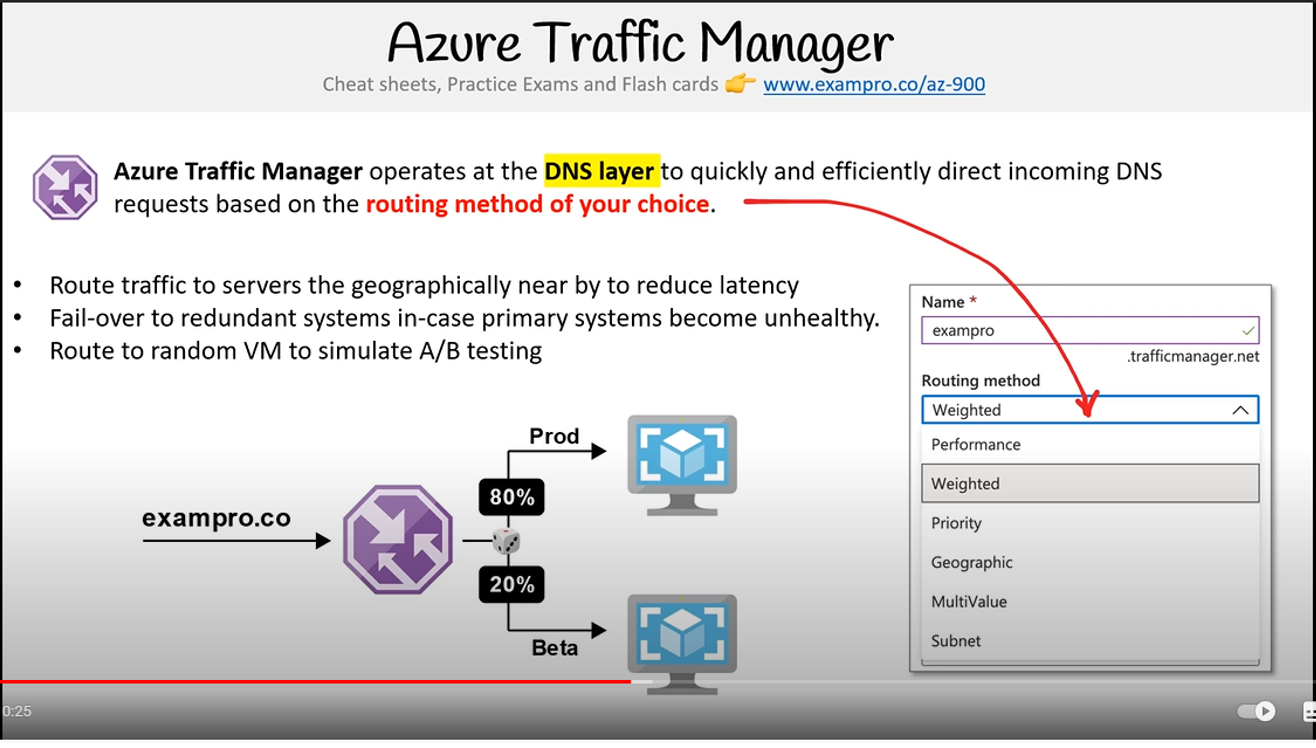 Azure Traffic Manager
Cheat sheets, Practice Exams and Flash cards 👉 www.exampro.co/az-900
Azure Traffic Manager operates at the DNS layer to quickly and efficiently direct incoming DNS
requests based on the routing method of your choice.
• Route traffic to servers the geographically near by to reduce latency
• Fail-over to redundant systems in-case primary systems become unhealthy.
• Route to random VM to simulate A/B testing
exampro.co
Prod
80%
20%
Beta
Name *
exampro
.trafficmanager.net
Routing method
Weighted
Performance
Weighted
Priority
Geographic
MultiValue
Subnet
0:25